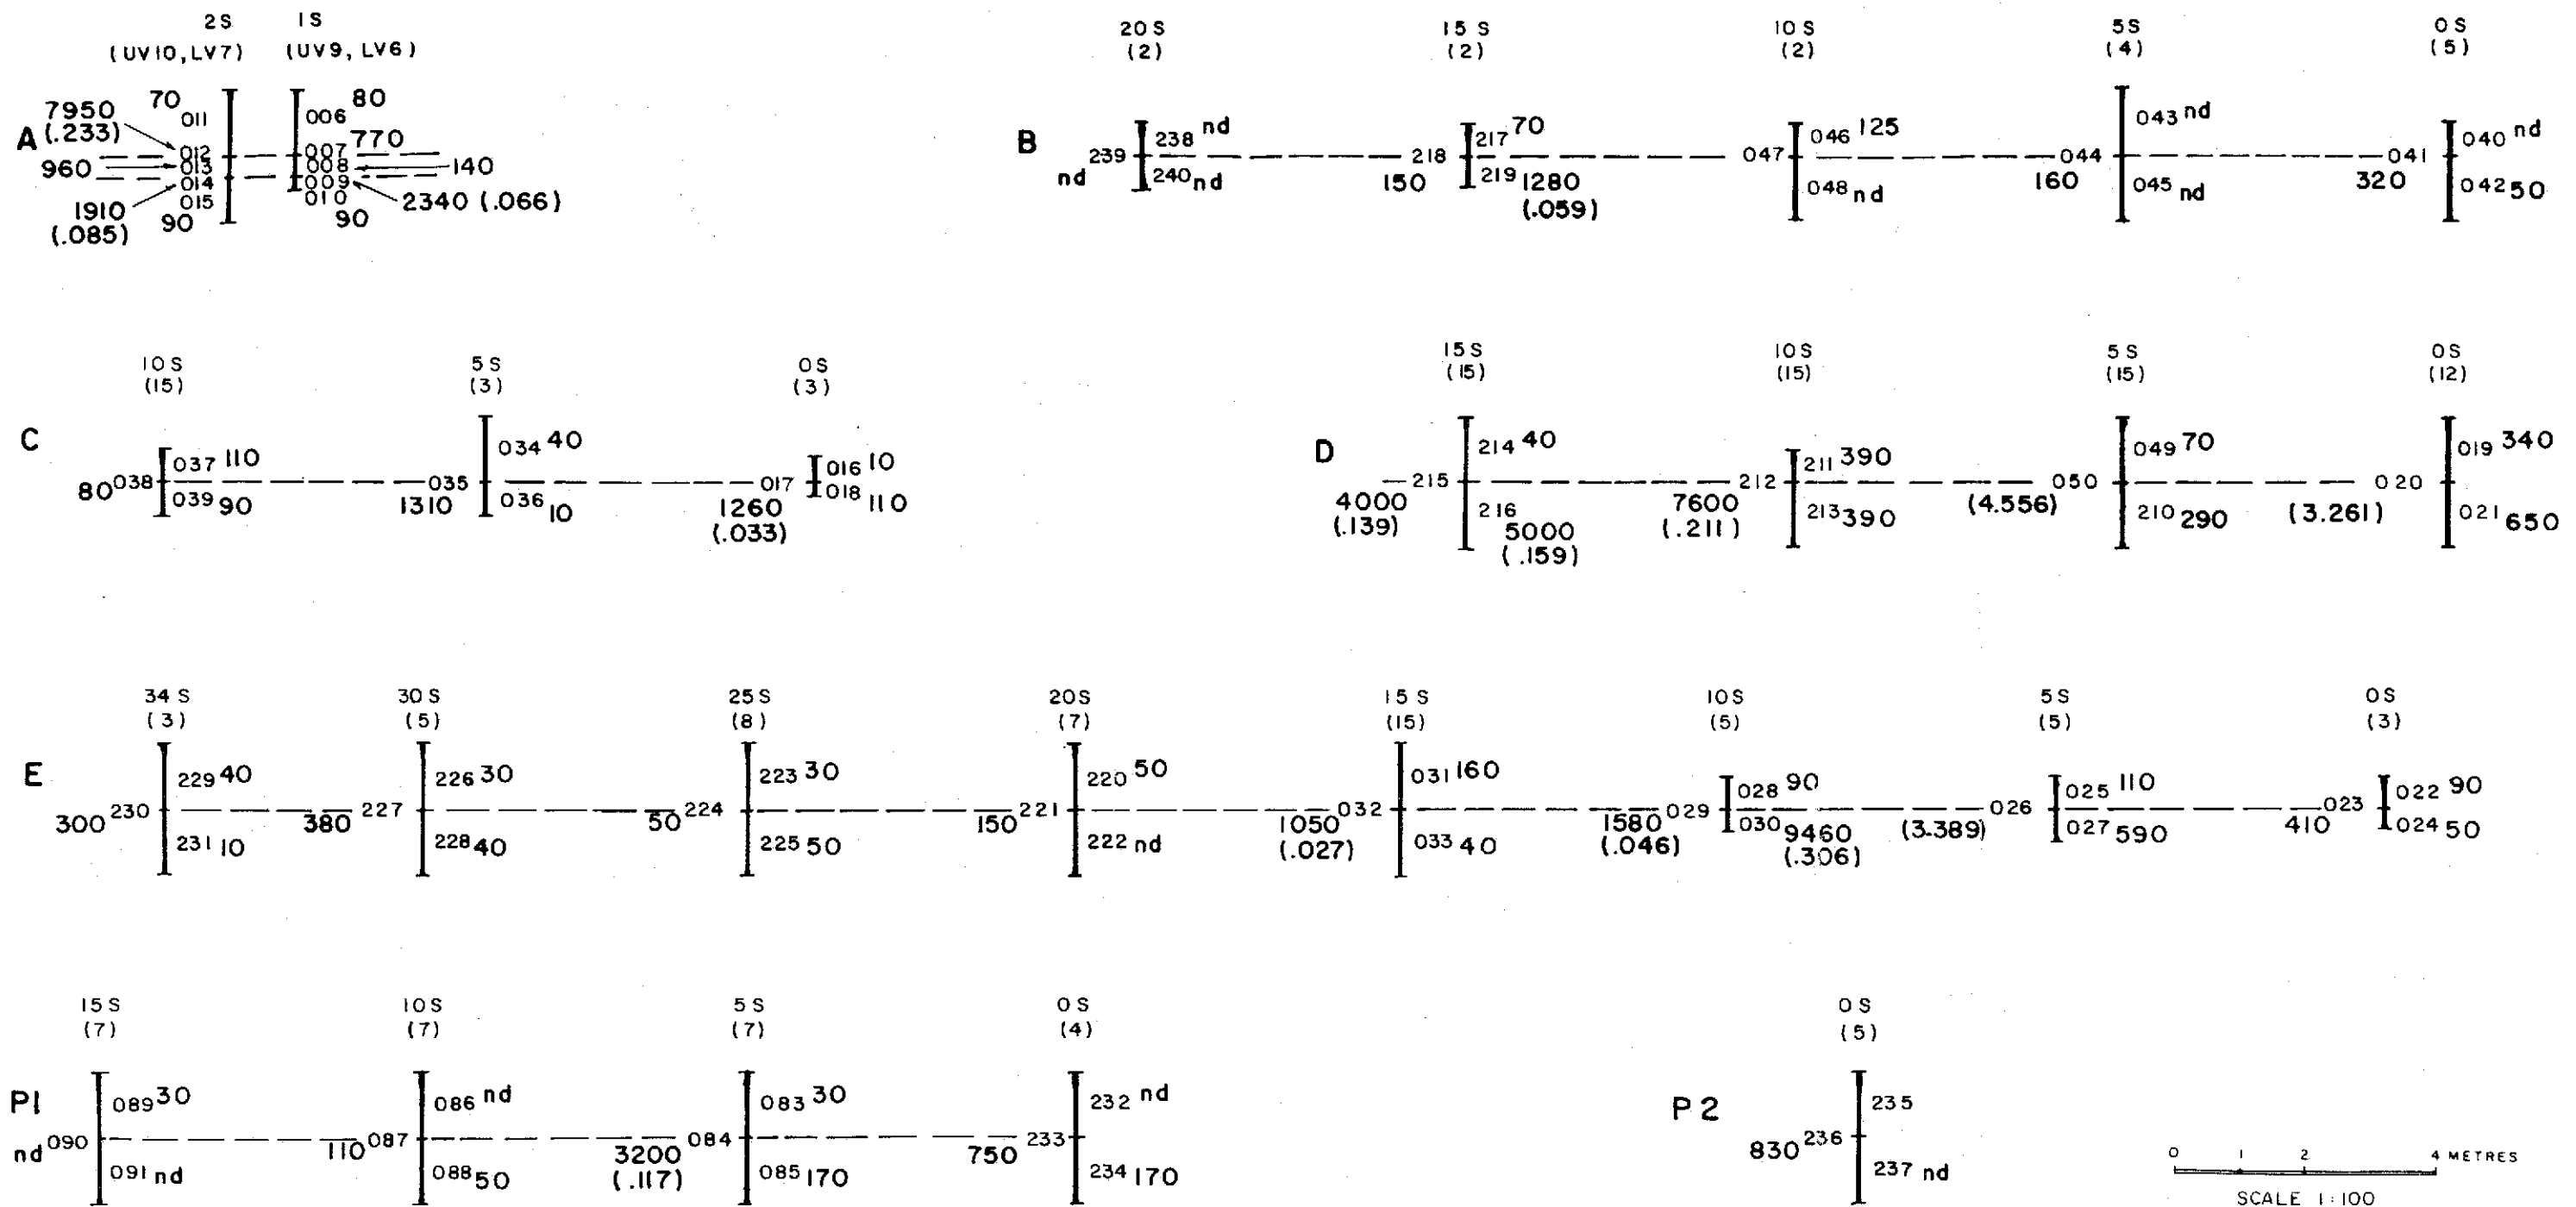 2S 1S
(UV10, LV7) (UV9, LV6)
A
70 011
7950 (.233) 012
960 013
014
1910 (.085)
015 90
006 80
007 770
008 140
009 2340 (.066)
010 90
B
20S 15S 10S 5S 0S
(2) (2) (2) (4) (5)
238 nd 217 70 046 125 043 nd 040 nd
239 nd 218 150 047 044 160 041 320
240 nd 219 1280 (.059) 048 nd 045 nd 042 50
C
10S 5S 0S
(15) (3) (3)
037 110 034 40 016 10
80 038 1310 035 1260 (.033) 017
039 90 036 10 018 110
D
15S 10S 5S 0S
(15) (15) (15) (12)
214 40 211 390 049 70 019 340
215 4000 (.139) 212 7600 (.211) 050 (4.556) 020 (3.261)
216 5000 (.159) 213 390 210 290 021 650
E
34S 30S 25S 20S 15S 10S 5S 0S
(3) (5) (8) (7) (15) (5) (5) (3)
229 40 226 30 223 30 220 50 031 160 028 90 025 110 022 90
300 230 380 227 50 224 150 221 1050 (.027) 032 1580 (.046) 029 (3.389) 026 410 023
231 10 228 40 225 50 222 nd 033 40 030 9460 (.306) 027 590 024 50
P1
15S 10S 5S 0S
(7) (7) (7) (4)
089 30 086 nd 083 30 232 nd
nd 090 110 087 3200 (.117) 084 750 233
091 nd 088 50 085 170 234 170
P2
0S
(5)
235
830 236
237 nd
0 1 2 4 METRES
SCALE 1:100